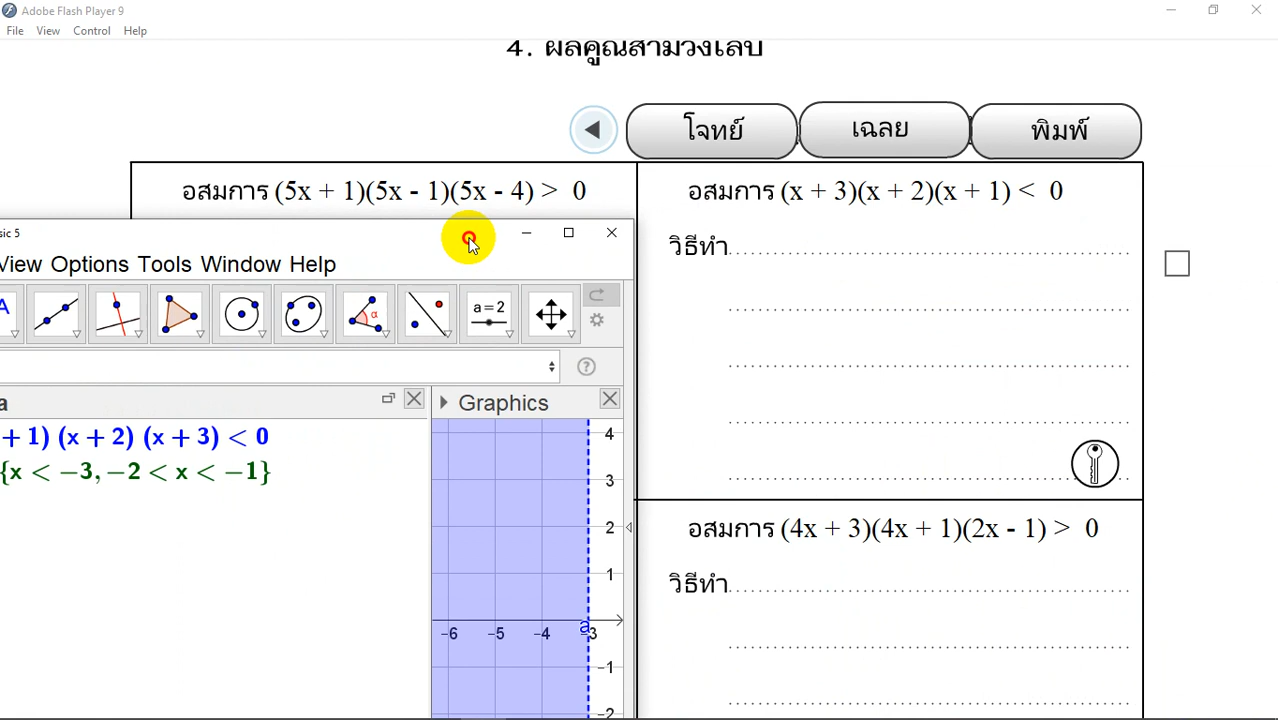 Adobe Flash Player 9
File View Control Help
4. ผลคูณสามวงเล็บ
โจทย์ เฉลย พิมพ์
อสมการ (5x + 1)(5x - 1)(5x - 4) > 0
อสมการ (x + 3)(x + 2)(x + 1) < 0
วิธีทำ
sic 5
View Options Tools Window Help
A
α
a = 2
?
a
Graphics
+ 1) (x + 2) (x + 3) < 0
{x < −3, −2 < x < −1}
4
3
2
1
-6 -5 -4 -3
a
-1
-2
อสมการ (4x + 3)(4x + 1)(2x - 1) > 0
วิธีทำ